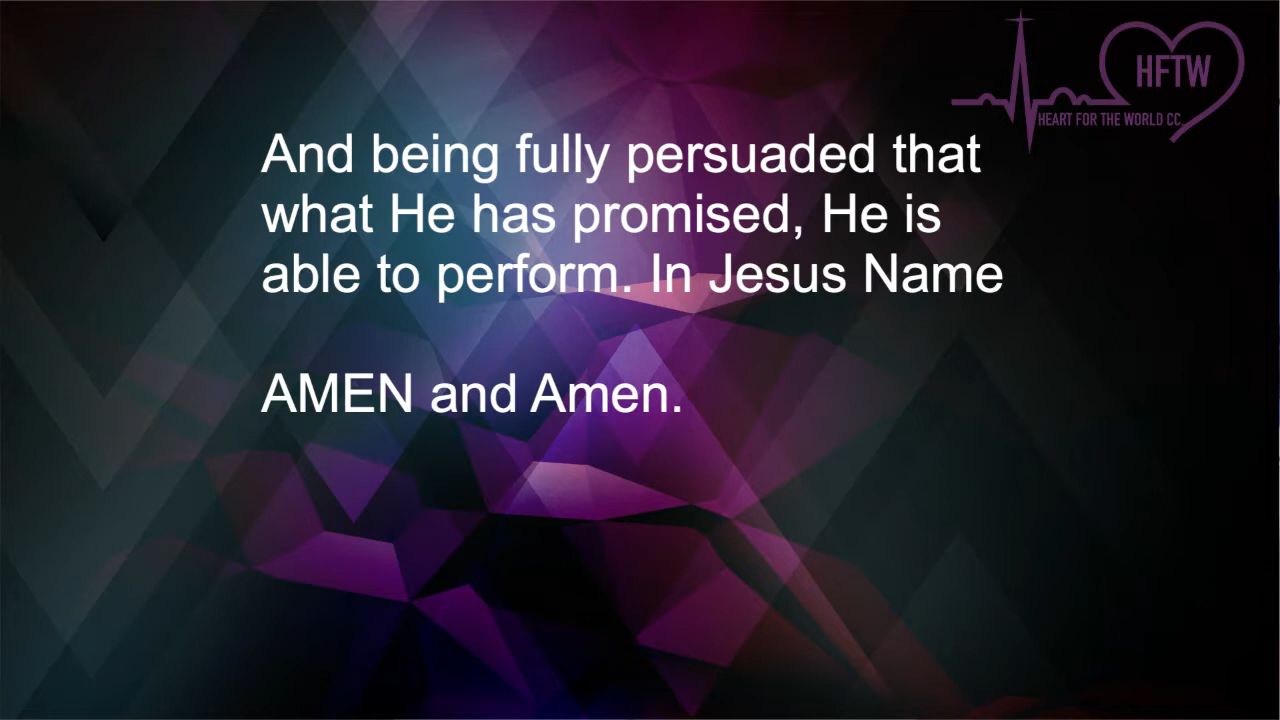 HFTW
HEART FOR THE WORLD CC.
And being fully persuaded that
what He has promised, He is
able to perform. In Jesus Name
AMEN and Amen.